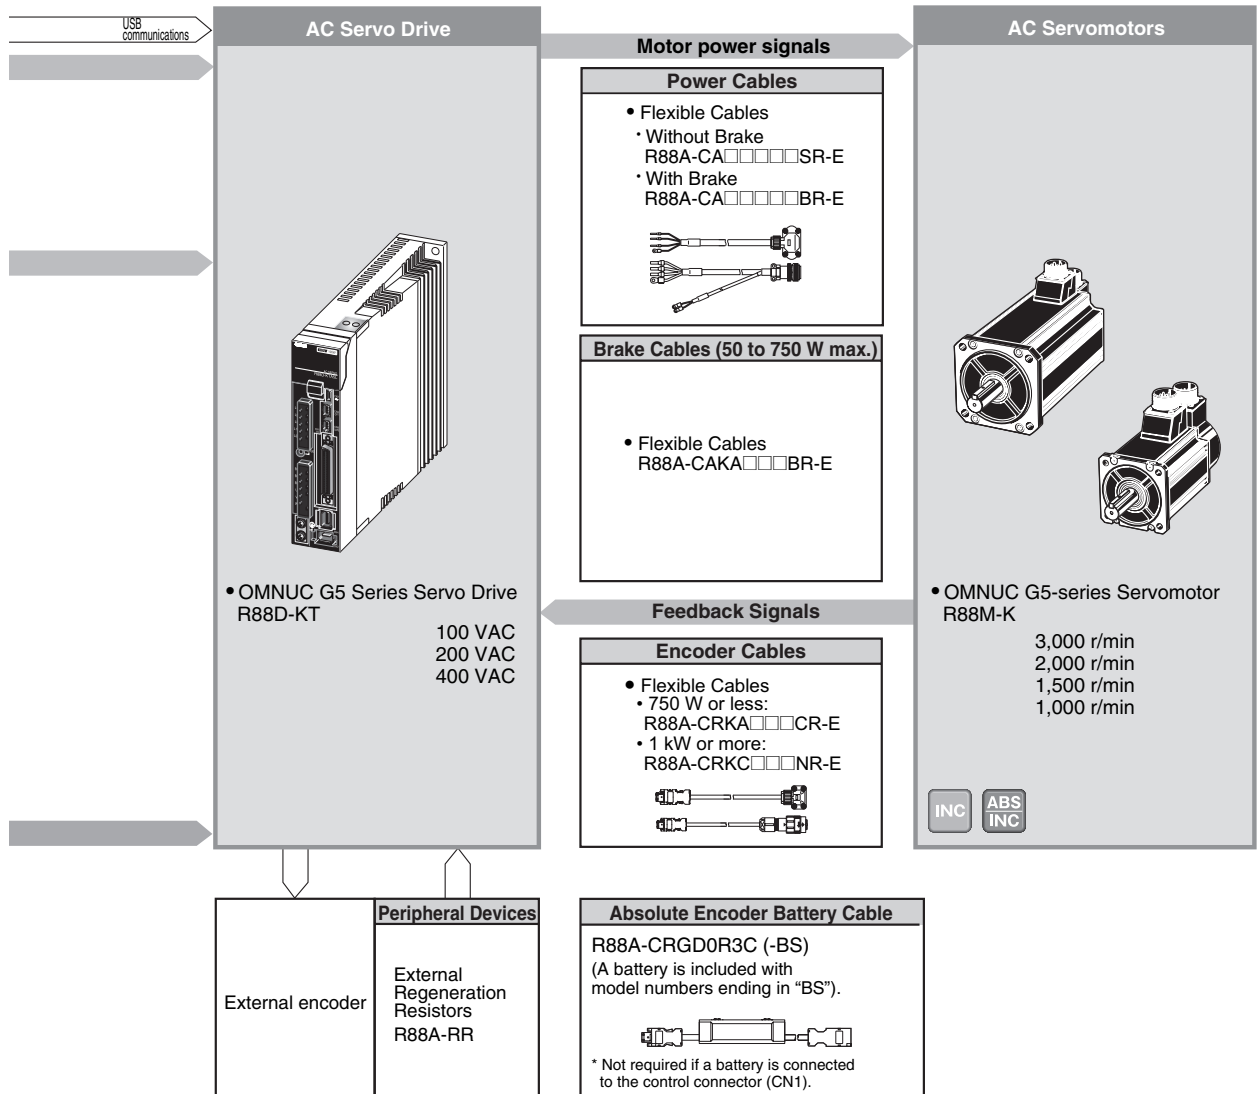 USB
communications
AC Servo Drive
• OMNUC G5 Series Servo Drive
R88D-KT
100 VAC
200 VAC
400 VAC
Motor power signals
Power Cables
• Flexible Cables
・Without Brake
R88A-CA□□□□□SR-E
・With Brake
R88A-CA□□□□□BR-E
Brake Cables (50 to 750 W max.)
• Flexible Cables
R88A-CAKA□□□BR-E
Feedback Signals
Encoder Cables
• Flexible Cables
• 750 W or less:
R88A-CRKA□□□CR-E
• 1 kW or more:
R88A-CRKC□□□NR-E
AC Servomotors
• OMNUC G5-series Servomotor
R88M-K
3,000 r/min
2,000 r/min
1,500 r/min
1,000 r/min
INC
ABS
INC
External encoder
Peripheral Devices
External
Regeneration
Resistors
R88A-RR
Absolute Encoder Battery Cable
R88A-CRGD0R3C (-BS)
(A battery is included with
model numbers ending in “BS”).
* Not required if a battery is connected
to the control connector (CN1).